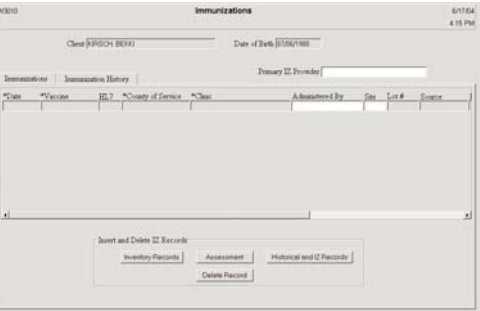 Immunizations
6/17/04
4:15 PM
Client KIRSCH, BEKKI
Date of Birth 07/06/1988
Primary IZ Provider
Immunizations
Immunization History
*Date *Vaccine HL7 *County of Service *Clinic Administered By Site Lot # Source
Insert and Delete IZ Records
Inventory Records Assessment Historical and IZ Records
Delete Record